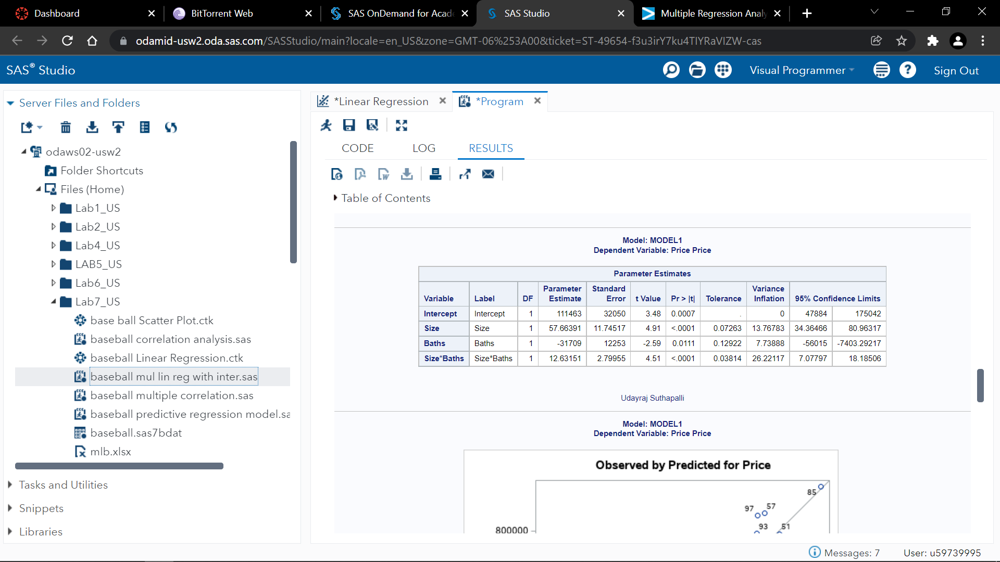 Dashboard
BitTorrent Web
SAS OnDemand for Acade
SAS Studio
Multiple Regression Analy
odamid-usw2.oda.sas.com/SASStudio/main?locale=en_US&zone=GMT-06%253A00&ticket=ST-49654-f3u3irY7ku4TIYRaVIZW-cas
SAS® Studio
Visual Programmer
?
Sign Out
Server Files and Folders
odaws02-usw2
Folder Shortcuts
Files (Home)
Lab1_US
Lab2_US
Lab4_US
LAB5_US
Lab6_US
Lab7_US
base ball Scatter Plot.ctk
baseball correlation analysis.sas
baseball Linear Regression.ctk
baseball mul lin reg with inter.sas
baseball multiple correlation.sas
baseball predictive regression model.sa
baseball.sas7bdat
mlb.xlsx
Tasks and Utilities
Snippets
Libraries
*Linear Regression
*Program
CODE LOG RESULTS
Table of Contents
Model: MODEL1
Dependent Variable: Price Price
Parameter Estimates
Variable Label DF Parameter Estimate Standard Error t Value Pr > |t| Tolerance Variance Inflation 95% Confidence Limits
Intercept Intercept 1 111463 32050 3.48 0.0007 . 0 47884 175042
Size Size 1 57.66391 11.74517 4.91 <.0001 0.07263 13.76783 34.36466 80.96317
Baths Baths 1 -31709 12253 -2.59 0.0111 0.12922 7.73888 -56015 -7403.29217
Size*Baths Size*Baths 1 12.63151 2.79955 4.51 <.0001 0.03814 26.22117 7.07797 18.18506
Udayraj Suthapalli
Model: MODEL1
Dependent Variable: Price Price
Observed by Predicted for Price
85
97 57
93 51
800000
Messages: 7
User: u59739995